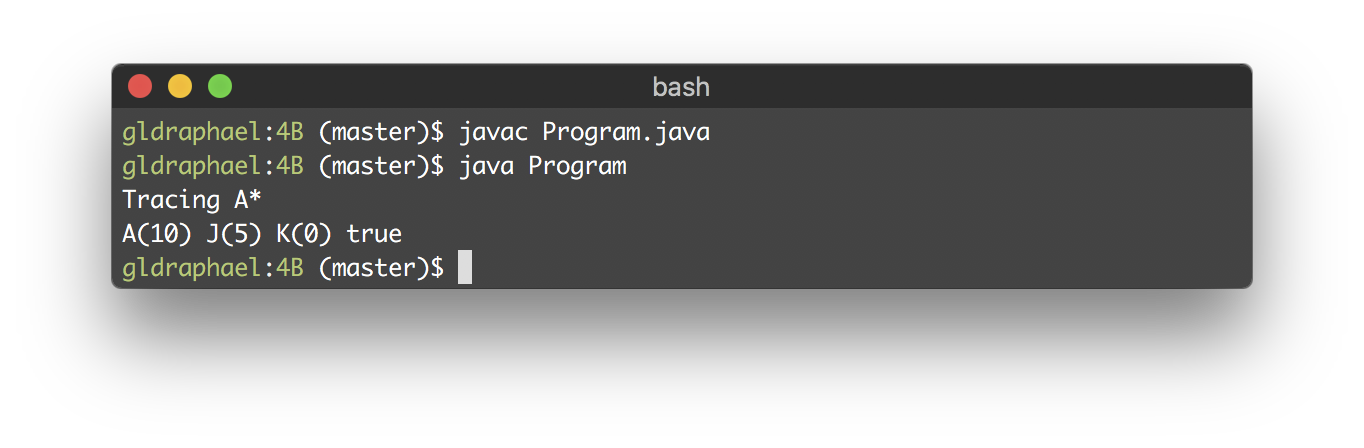 bash
gldraphael:4B (master)$ javac Program.java
gldraphael:4B (master)$ java Program
Tracing A*
A(10) J(5) K(0) true
gldraphael:4B (master)$